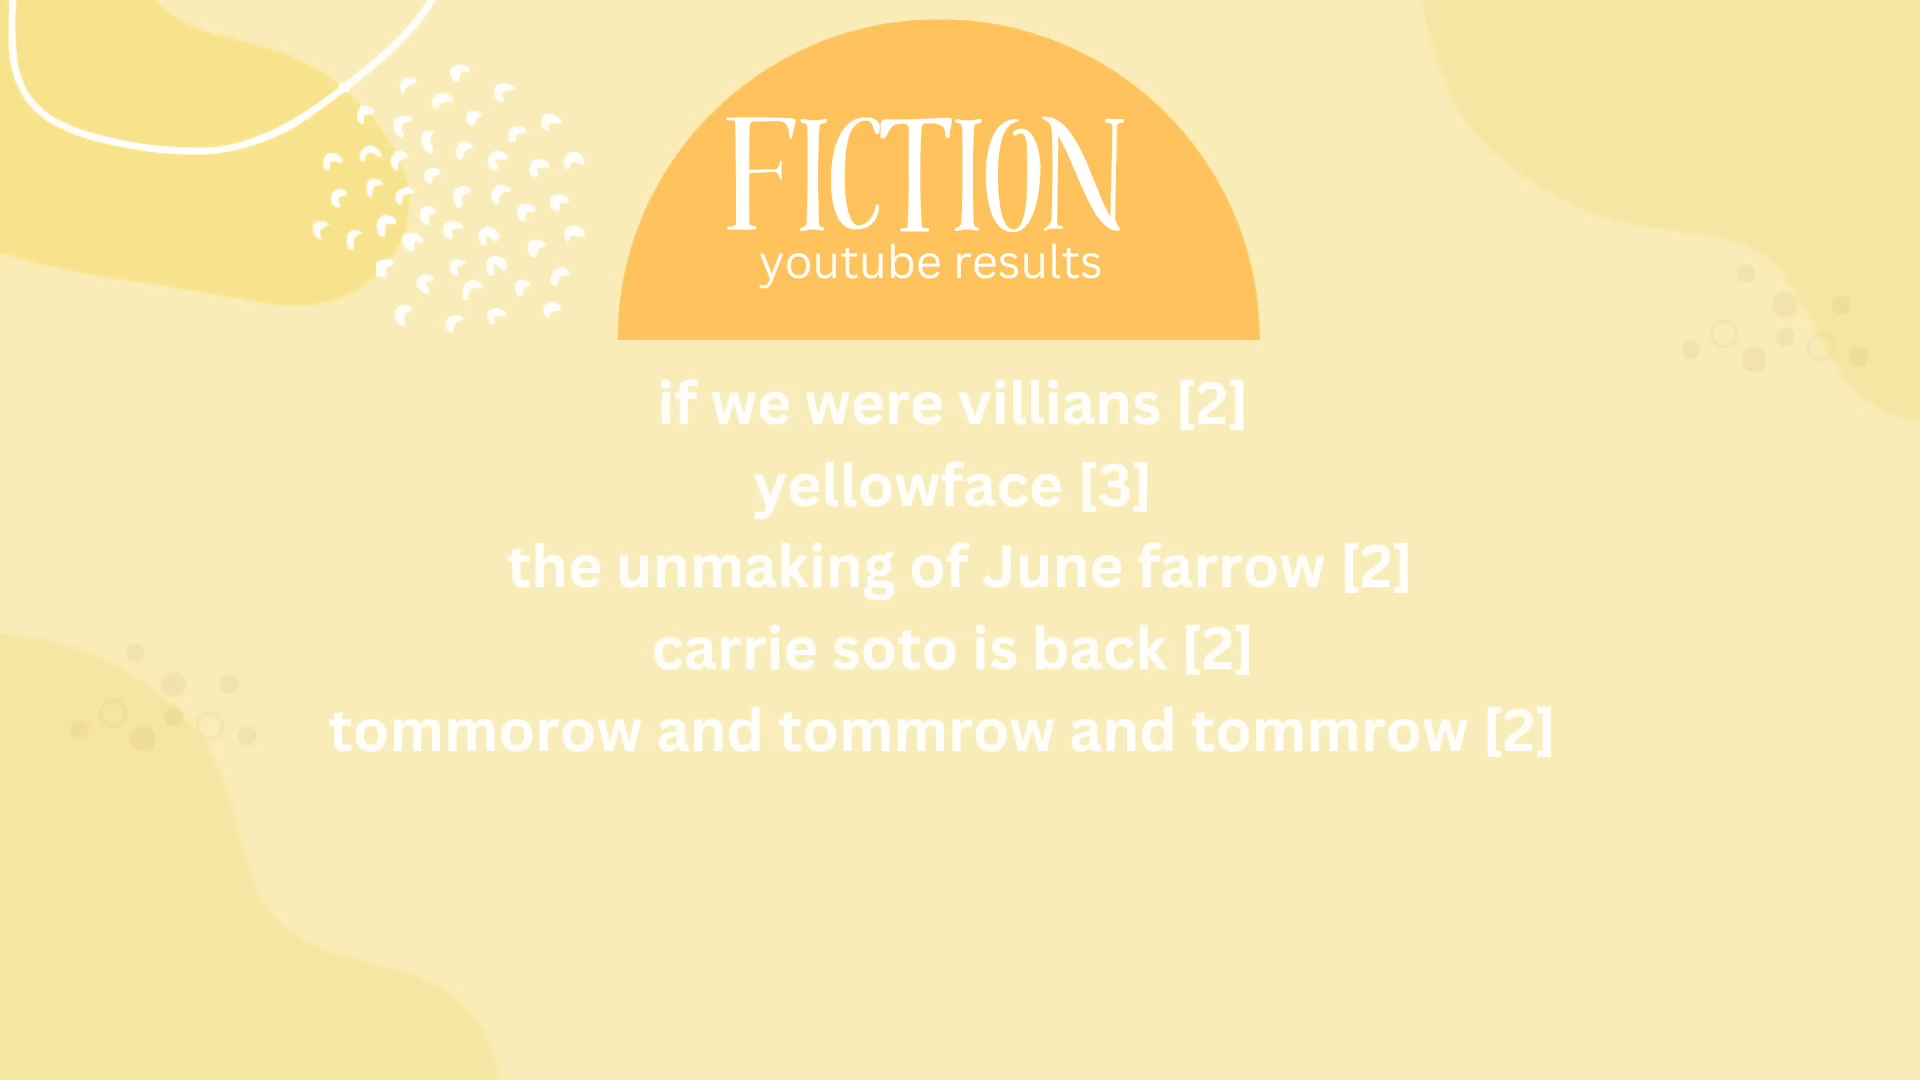 FICTION
youtube results
if we were villians [2]
yellowface [3]
the unmaking of June farrow [2]
carrie soto is back [2]
tommorow and tommrow and tommrow [2]